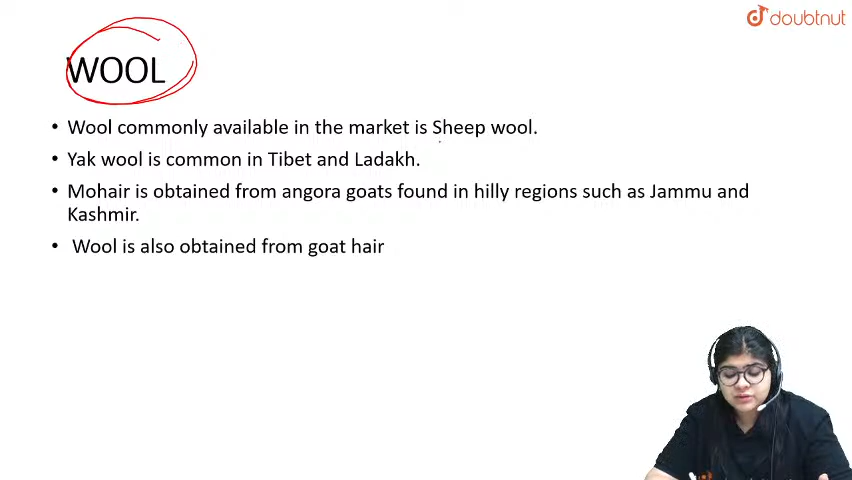 doubtnut
WOOL
• Wool commonly available in the market is Sheep wool.
• Yak wool is common in Tibet and Ladakh.
• Mohair is obtained from angora goats found in hilly regions such as Jammu and
Kashmir.
• Wool is also obtained from goat hair